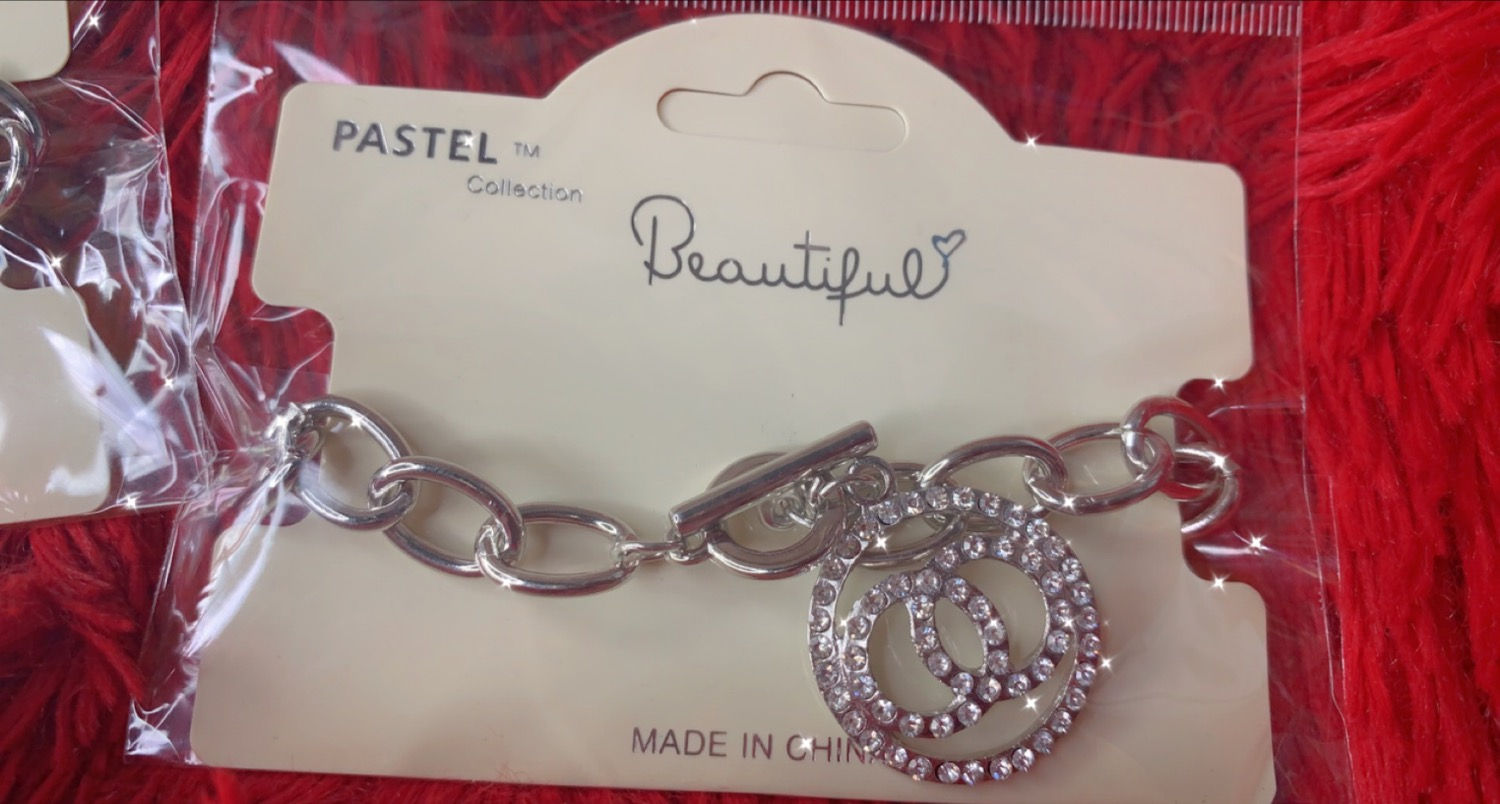 PASTEL ™
Collection
Beautiful
MADE IN CHINA